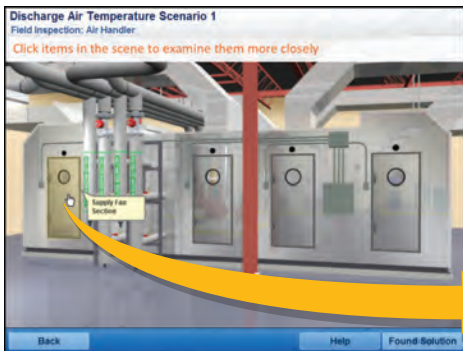 Discharge Air Temperature Scenario 1
Field Inspection: Air Handler
Click items in the scene to examine them more closely
Supply Fan
Section
Back
Help
Found Solution